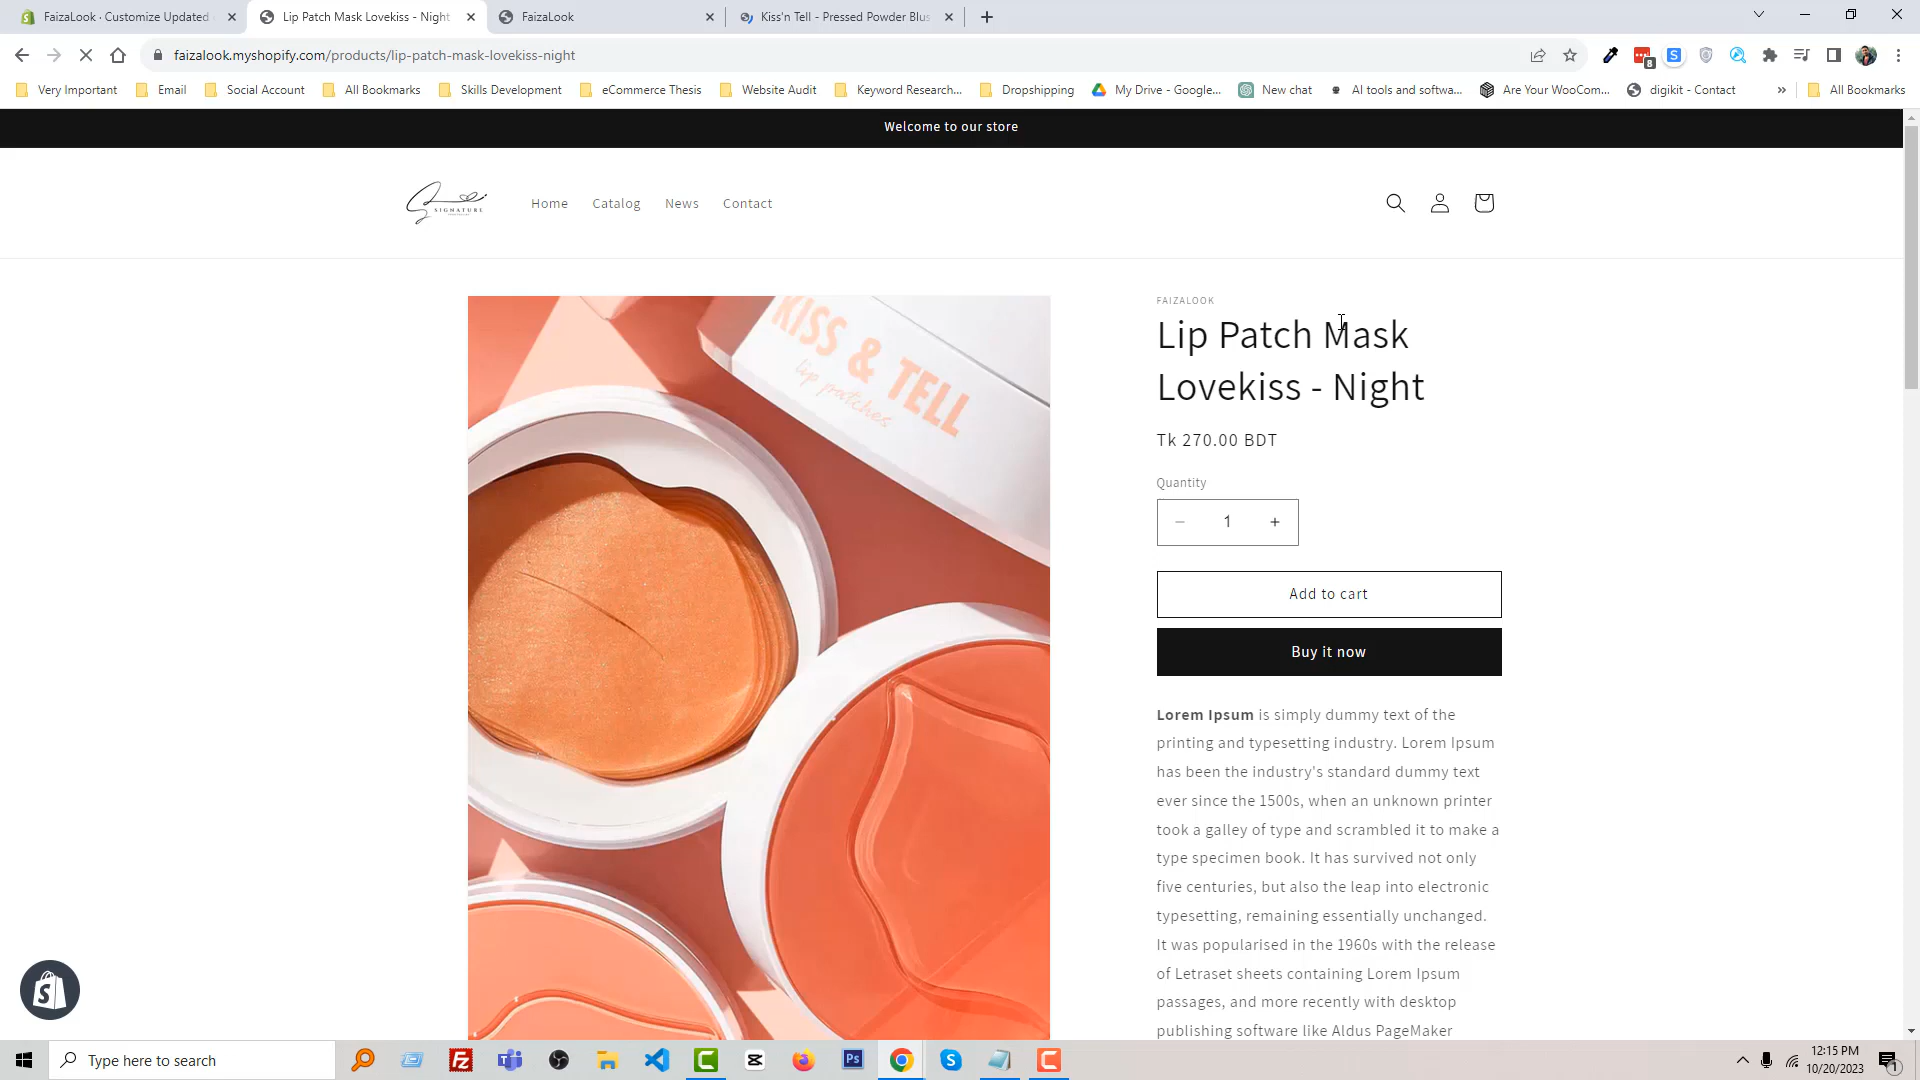 FaizaLook · Customize Updated
Lip Patch Mask Lovekiss - Night
FaizaLook
Kiss'n Tell - Pressed Powder Blus
faizalook.myshopify.com/products/lip-patch-mask-lovekiss-night
8
Very Important
Email
Social Account
All Bookmarks
Skills Development
eCommerce Thesis
Website Audit
Keyword Research...
Dropshipping
My Drive - Google...
New chat
AI tools and softwa...
Are Your WooCom...
digikit - Contact
»
All Bookmarks
Welcome to our store
SIGNATURE
Home
Catalog
News
Contact
KISS & TELL
lip patches
FAIZALOOK
Lip Patch Mask
Lovekiss - Night
Tk 270.00 BDT
Quantity
− 1 +
Add to cart
Buy it now
Lorem Ipsum is simply dummy text of the
printing and typesetting industry. Lorem Ipsum
has been the industry's standard dummy text
ever since the 1500s, when an unknown printer
took a galley of type and scrambled it to make a
type specimen book. It has survived not only
five centuries, but also the leap into electronic
typesetting, remaining essentially unchanged.
It was popularised in the 1960s with the release
of Letraset sheets containing Lorem Ipsum
passages, and more recently with desktop
publishing software like Aldus PageMaker
Type here to search
12:15 PM
10/20/2023
1